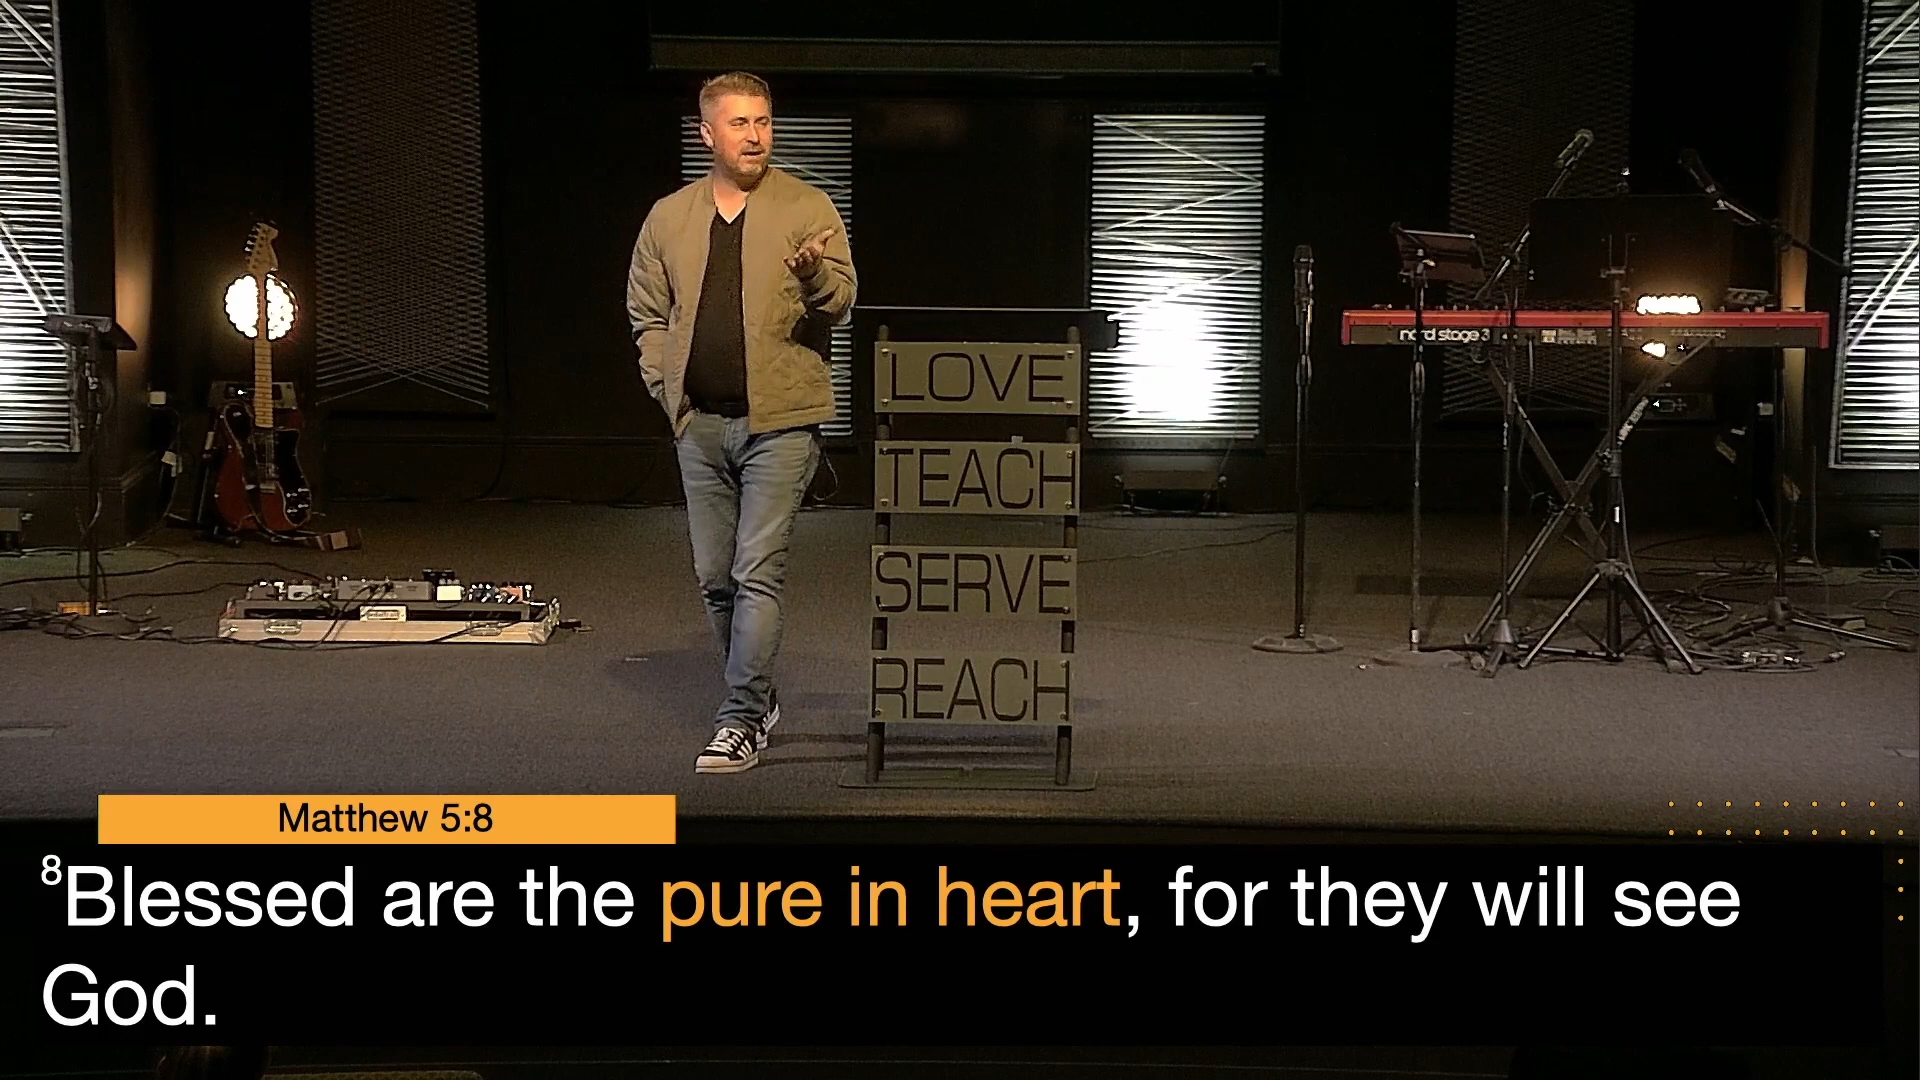 nord stage 3
LOVE
TEACH
SERVE
REACH
Matthew 5:8
8Blessed are the pure in heart, for they will see
God.